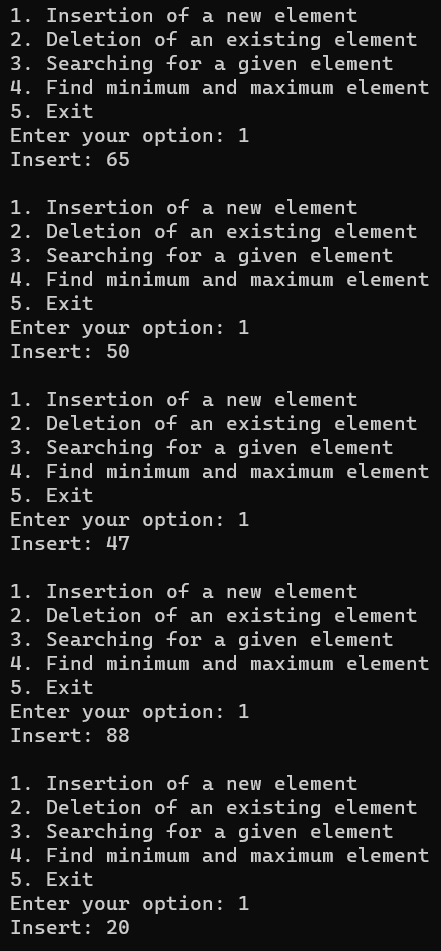 1. Insertion of a new element
2. Deletion of an existing element
3. Searching for a given element
4. Find minimum and maximum element
5. Exit
Enter your option: 1
Insert: 65

1. Insertion of a new element
2. Deletion of an existing element
3. Searching for a given element
4. Find minimum and maximum element
5. Exit
Enter your option: 1
Insert: 50

1. Insertion of a new element
2. Deletion of an existing element
3. Searching for a given element
4. Find minimum and maximum element
5. Exit
Enter your option: 1
Insert: 47

1. Insertion of a new element
2. Deletion of an existing element
3. Searching for a given element
4. Find minimum and maximum element
5. Exit
Enter your option: 1
Insert: 88

1. Insertion of a new element
2. Deletion of an existing element
3. Searching for a given element
4. Find minimum and maximum element
5. Exit
Enter your option: 1
Insert: 20